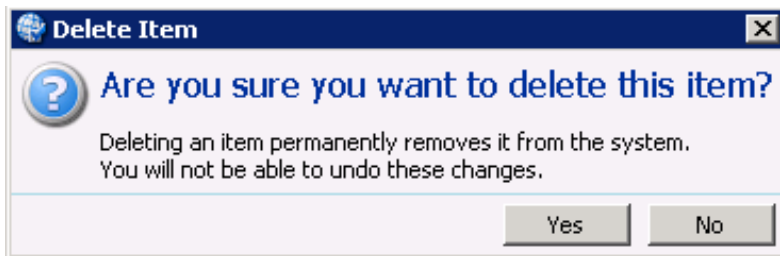 Delete Item
Are you sure you want to delete this item?
Deleting an item permanently removes it from the system.
You will not be able to undo these changes.
Yes No